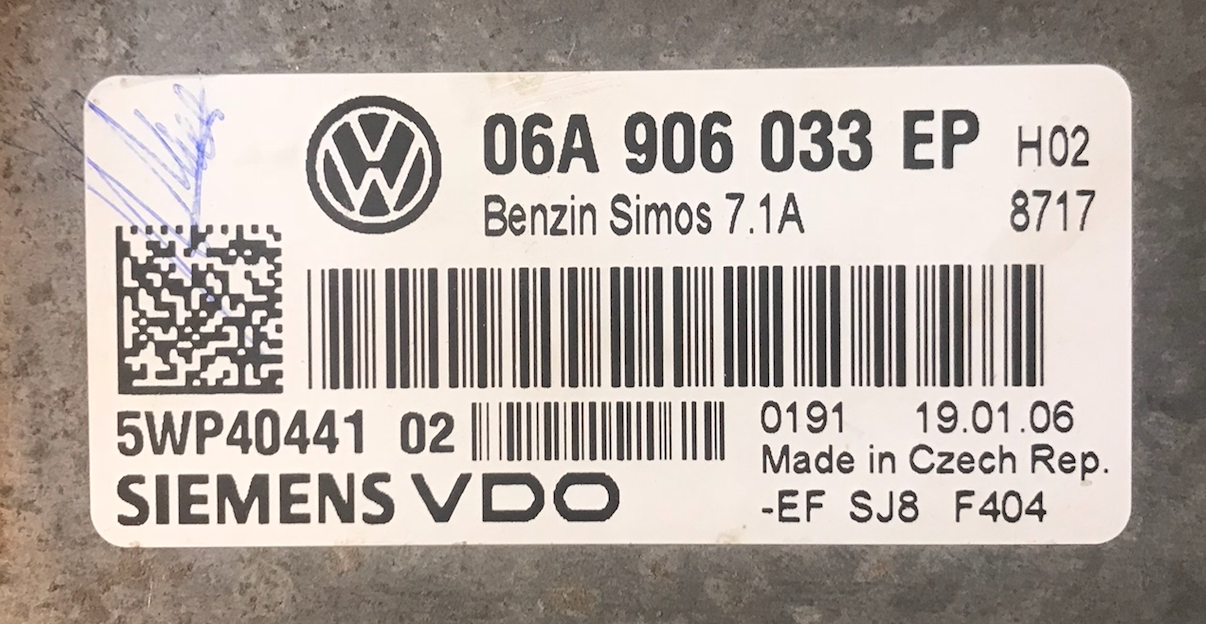 06A 906 033 EP H02
Benzin Simos 7.1A 8717
5WP40441 02
0191 19.01.06
Made in Czech Rep.
SIEMENS VDO
-EF SJ8 F404